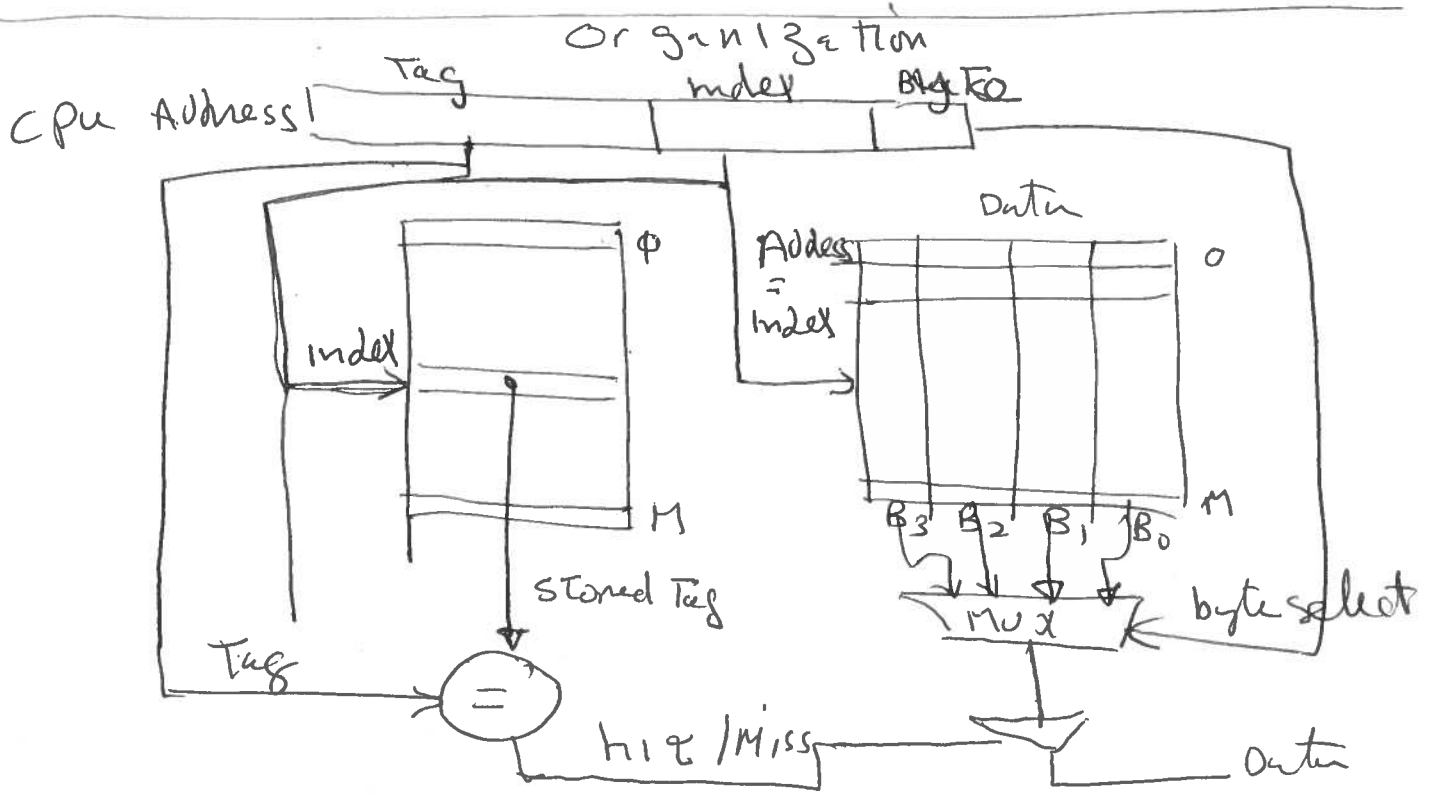 Organization
Tag index
CPU Address
Data
Φ Address 0
=
index Index
M M
B3 B2 B1 B0
Stored Tag MUX byte select
Tag
=
hit/Miss Data